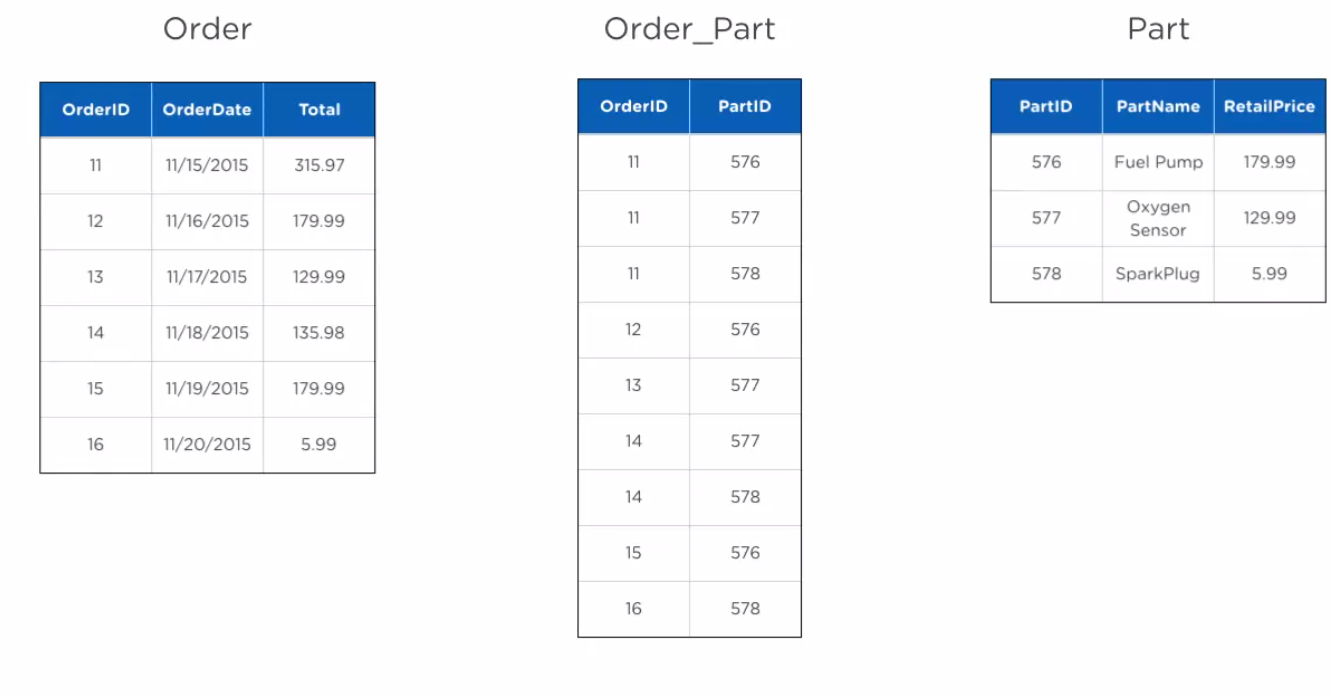 Order
OrderID OrderDate Total
11 11/15/2015 315.97
12 11/16/2015 179.99
13 11/17/2015 129.99
14 11/18/2015 135.98
15 11/19/2015 179.99
16 11/20/2015 5.99
Order_Part
OrderID PartID
11 576
11 577
11 578
12 576
13 577
14 577
14 578
15 576
16 578
Part
PartID PartName RetailPrice
576 Fuel Pump 179.99
577 Oxygen Sensor 129.99
578 SparkPlug 5.99